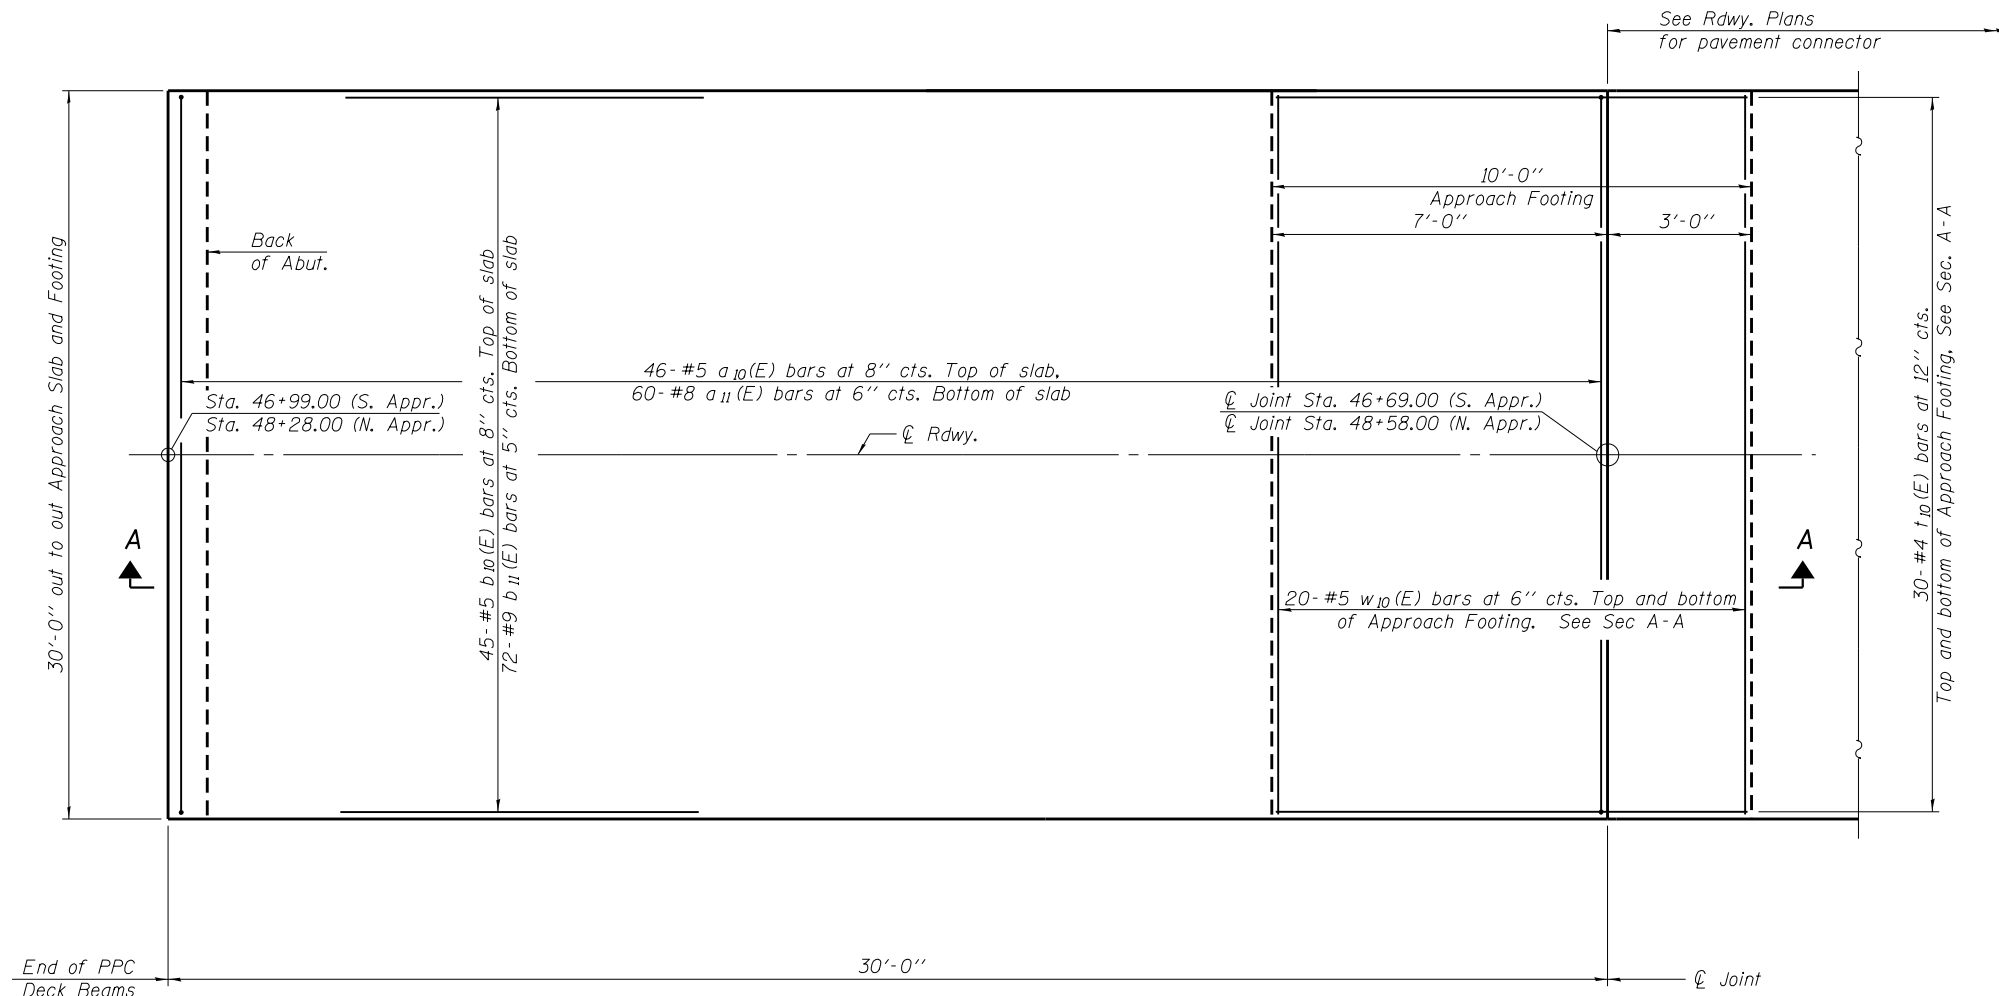 See Rdwy. Plans
for pavement connector
10'-0''
Approach Footing
7'-0''
3'-0''
Back
of Abut.
30'-0'' out to out Approach Slab and Footing
45-#5 b10(E) bars at 8'' cts. Top of slab
72-#9 b11(E) bars at 5'' cts. Bottom of slab
46-#5 a10(E) bars at 8'' cts. Top of slab,
60-#8 a11(E) bars at 6'' cts. Bottom of slab
Sta. 46+99.00 (S. Appr.)
Sta. 48+28.00 (N. Appr.)
℄ Joint Sta. 46+69.00 (S. Appr.)
℄ Joint Sta. 48+58.00 (N. Appr.)
℄ Rdwy.
30-#4 t10(E) bars at 12'' cts.
Top and bottom of Approach Footing, See Sec. A-A
A
A
20-#5 w10(E) bars at 6'' cts. Top and bottom
of Approach Footing. See Sec A-A
End of PPC
Deck Beams
30'-0''
℄ Joint